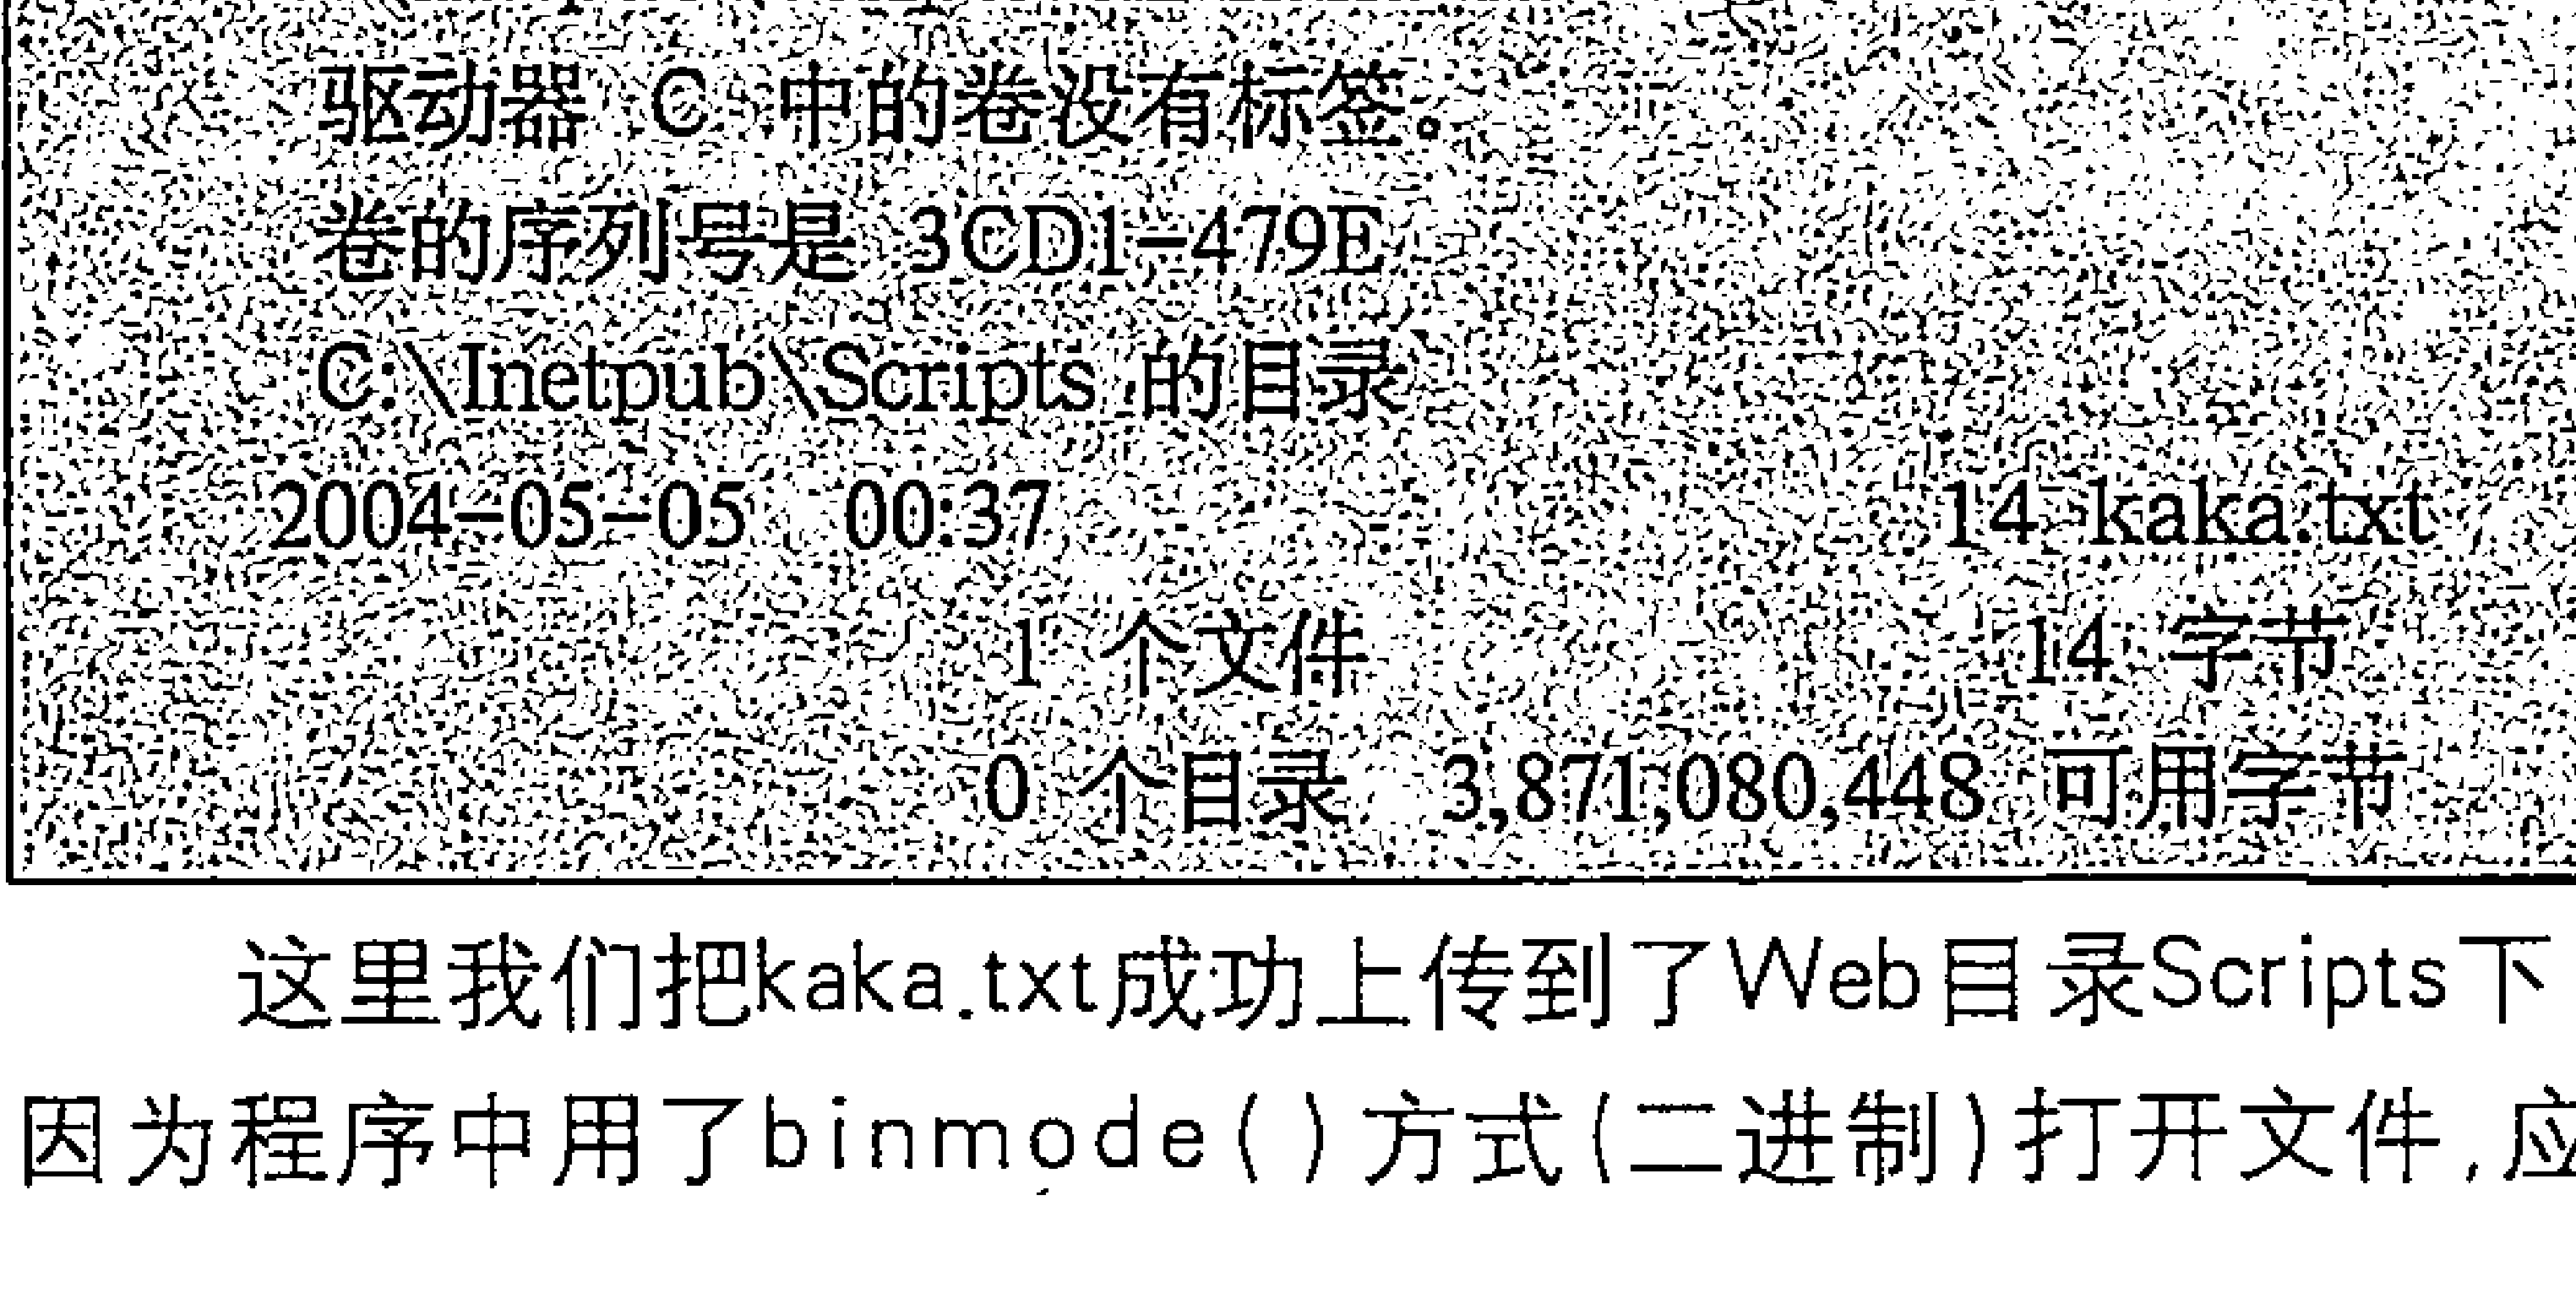 驱动器 C 中的卷没有标签。
卷的序列号是 3CD1-479E
C:\Inetpub\Scripts 的目录
2004-05-05 00:37 14 kaka.txt
1 个文件 14 字节
0 个目录 3,871,080,448 可用字节
这里我们把kaka.txt成功上传到了Web目录Scripts下
因为程序中用了binmode()方式(二进制)打开文件,应